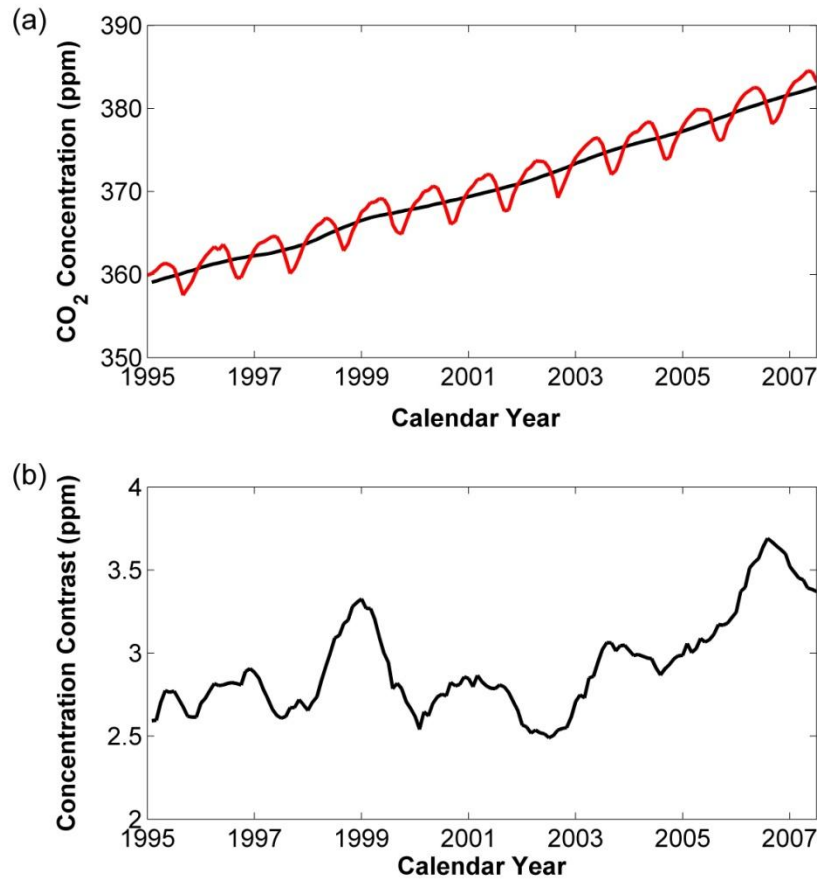 (a)
CO2 Concentration (ppm)
390
380
370
360
350
1995 1997 1999 2001 2003 2005 2007
Calendar Year
(b)
Concentration Contrast (ppm)
4
3.5
3
2.5
2
1995 1997 1999 2001 2003 2005 2007
Calendar Year